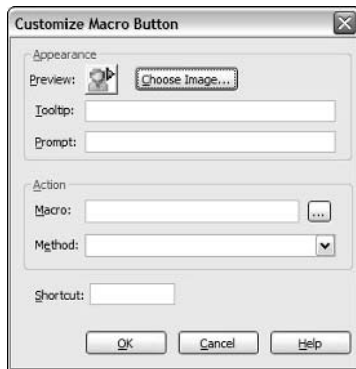 Customize Macro Button
Appearance
Preview:
Choose Image...
Tooltip:
Prompt:
Action
Macro:
...
Method:
Shortcut:
OK Cancel Help